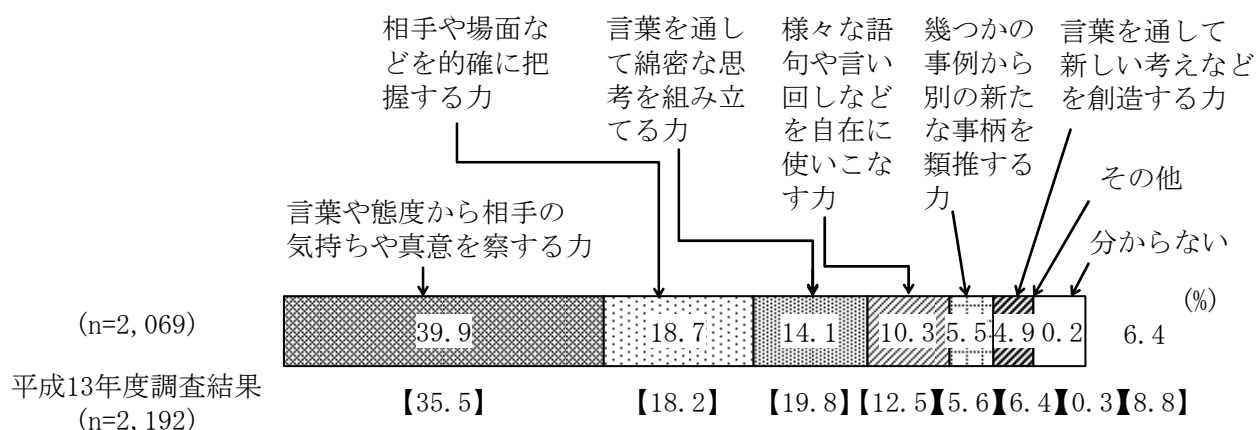 相手や場面な
どを的確に把
握する力
言葉を通し
て綿密な思
考を組み立
てる力
様々な語
句や言い
回しなど
を自在に
使いこな
す力
幾つかの
事例から
別の新た
な事柄を
類推する
力
言葉を通して
新しい考えなど
を創造する力
その他
分からない
言葉や態度から相手の
気持ちや真意を察する力
(%)
(n=2,069)
39.9 18.7 14.1 10.3 5.5 4.9 0.2 6.4
平成13年度調査結果
(n=2,192)
【35.5】 【18.2】 【19.8】【12.5】【5.6】【6.4】【0.3】【8.8】